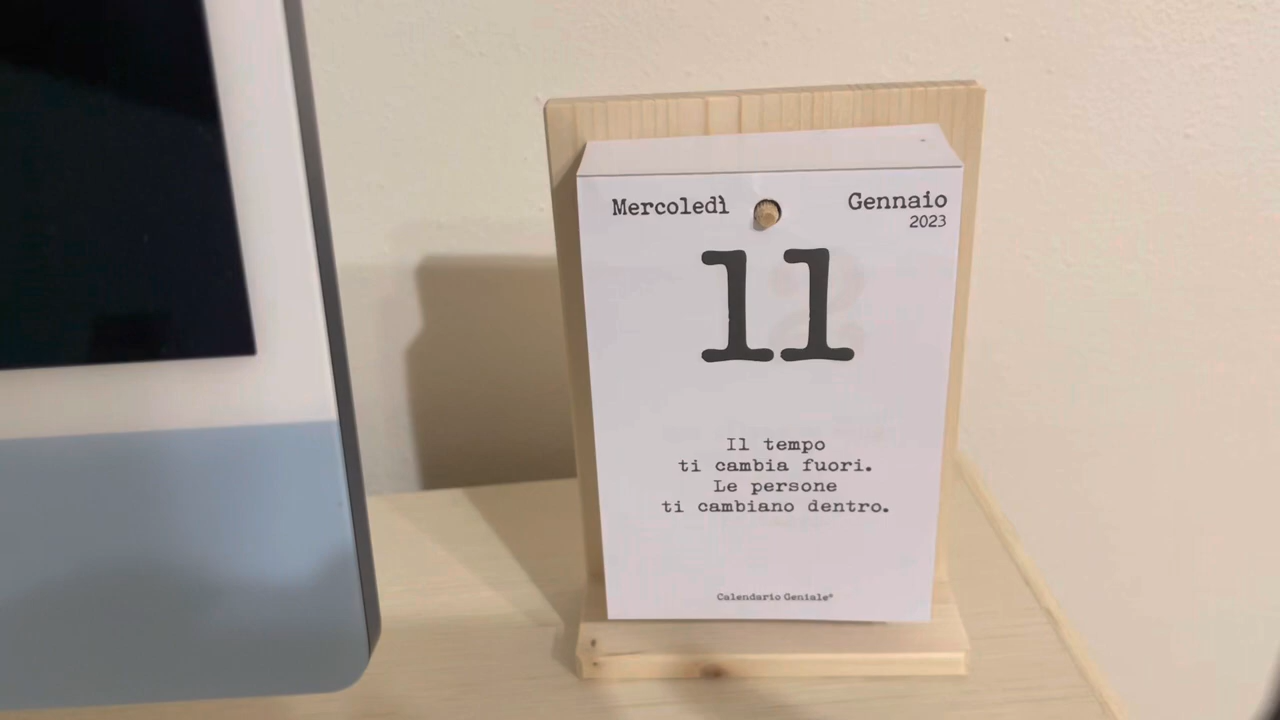 Mercoledì Gennaio
2023
11
Il tempo
ti cambia fuori.
Le persone
ti cambiano dentro.
Calendario Geniale®